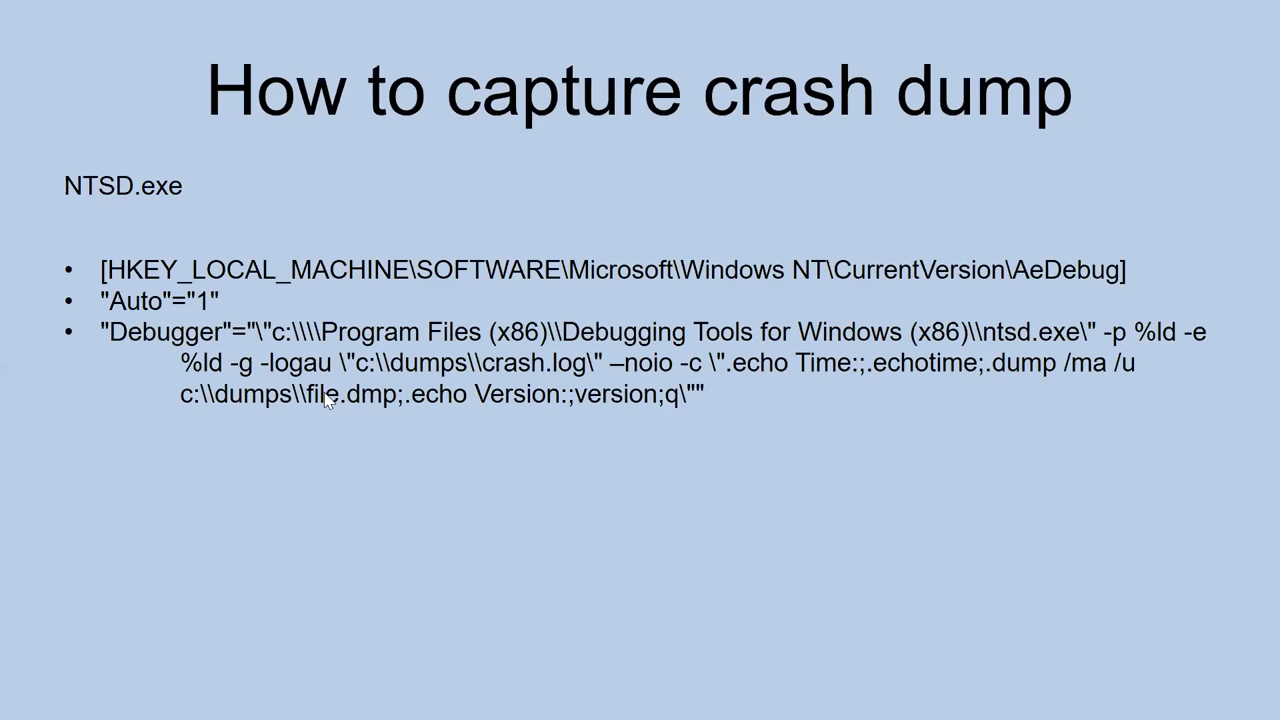 How to capture crash dump
NTSD.exe
• [HKEY_LOCAL_MACHINE\SOFTWARE\Microsoft\Windows NT\CurrentVersion\AeDebug]
• "Auto"="1"
• "Debugger"="\"c:\\\\Program Files (x86)\\Debugging Tools for Windows (x86)\\ntsd.exe\" -p %ld -e
%ld -g -logau \"c:\\dumps\\crash.log\" –noio -c \".echo Time:;.echotime;.dump /ma /u
c:\\dumps\\file.dmp;.echo Version:;version;q\""